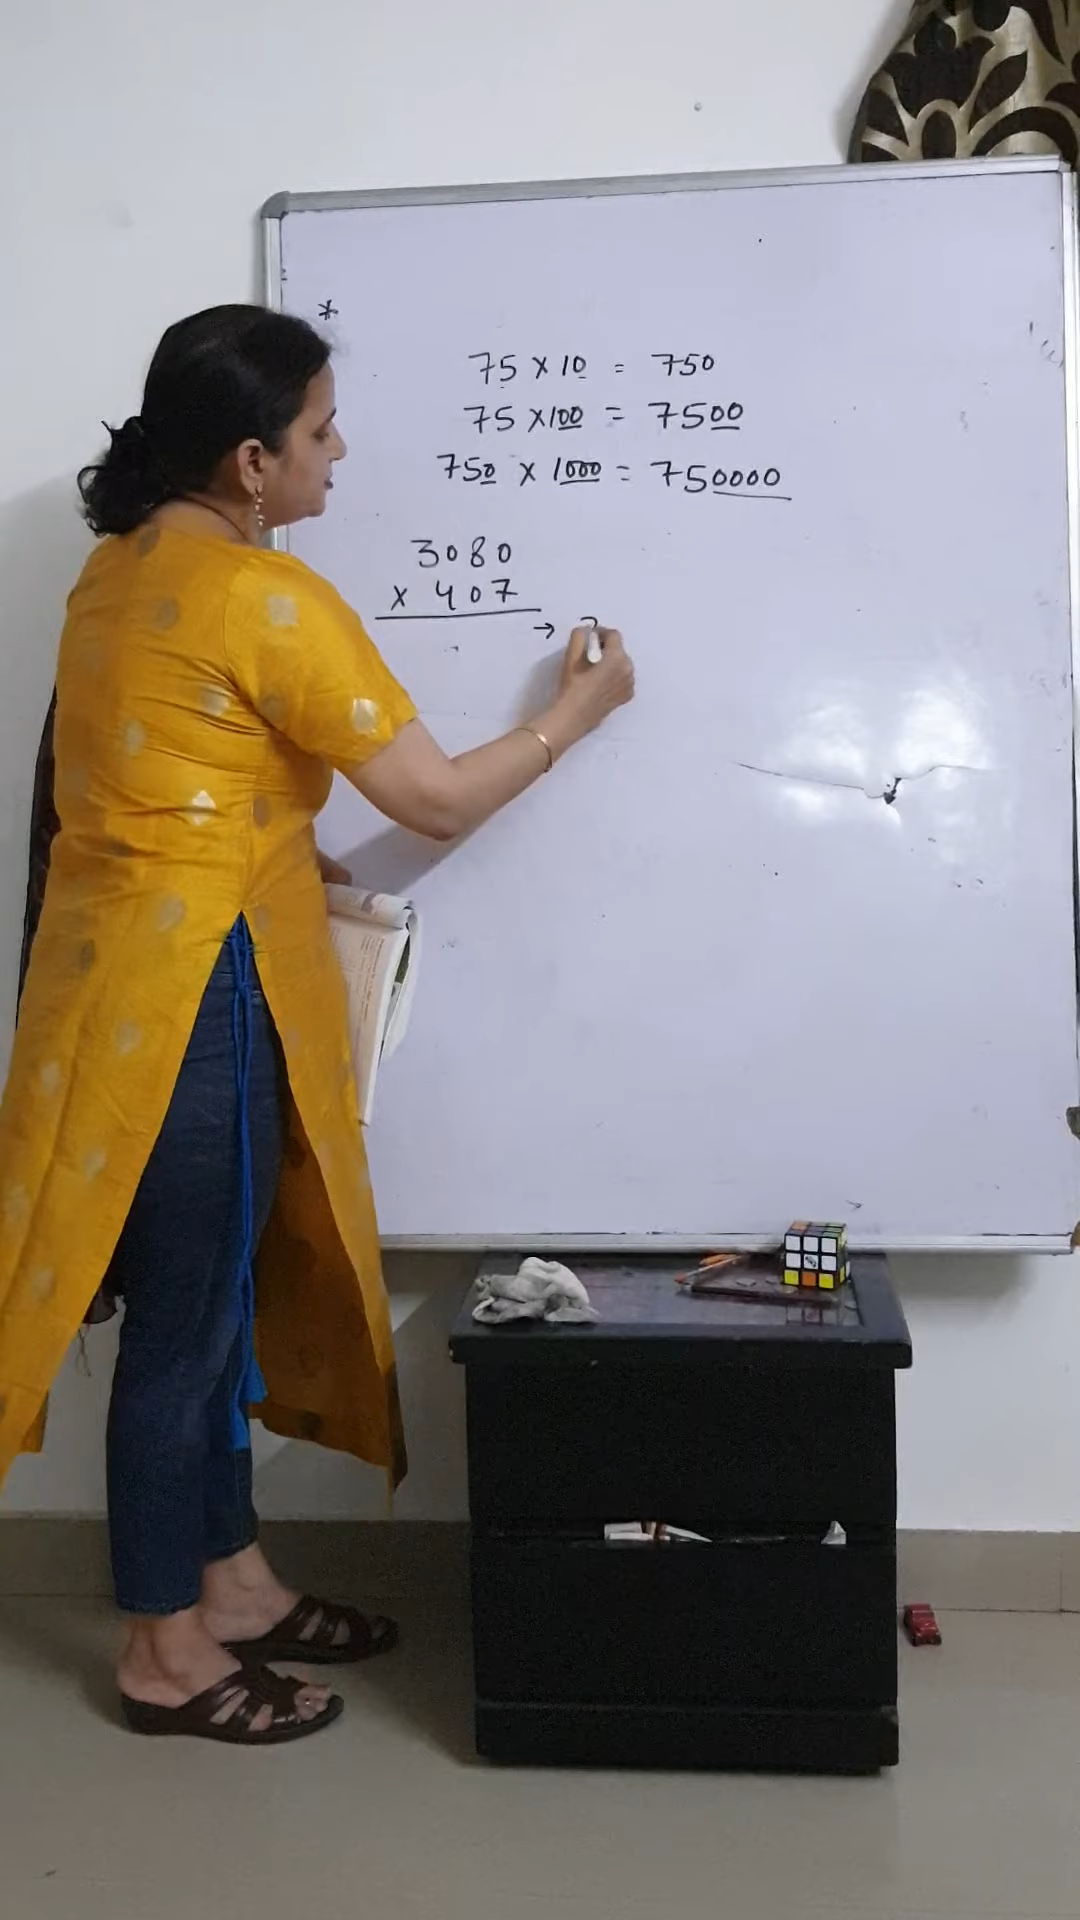 *
75 × 10 = 750
75 × 100 = 7500
750 × 1000 = 750000
3080
× 407
→